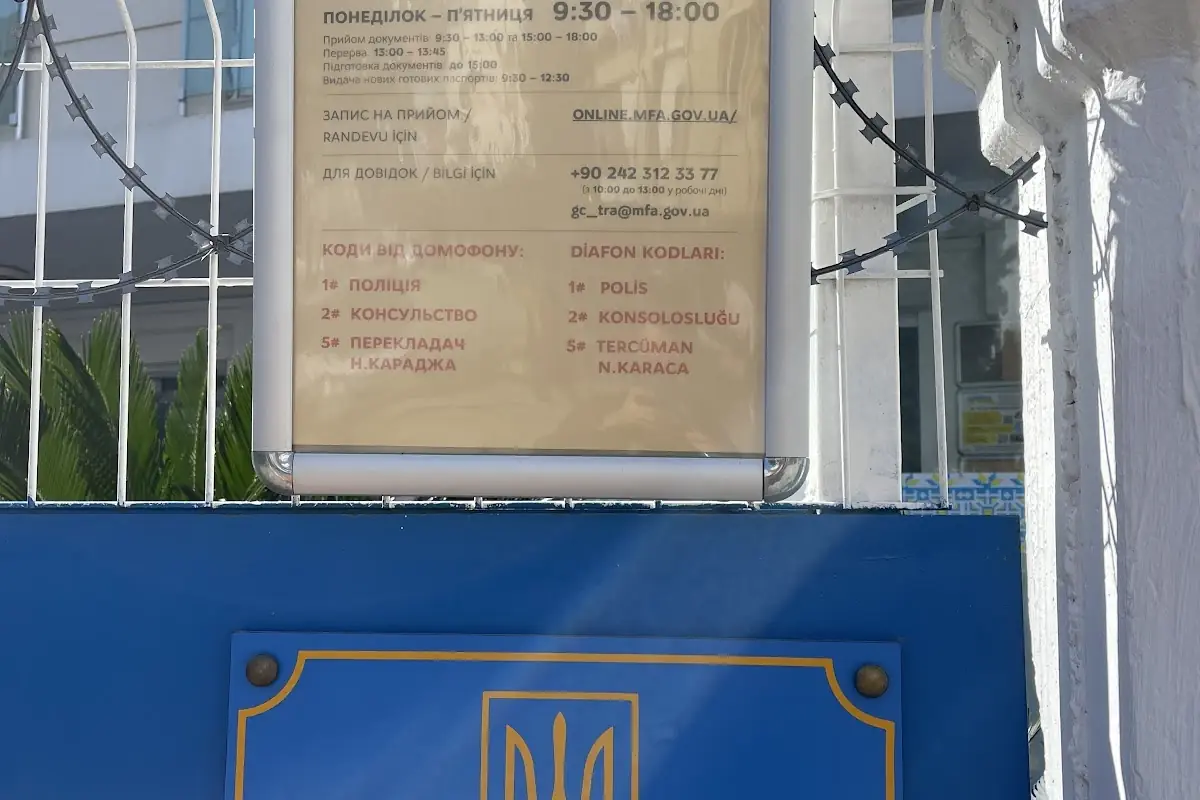 ПОНЕДІЛОК – П'ЯТНИЦЯ 9:30 – 18:00
Прийом документів: 9:30 – 13:00 та 15:00 – 18:00
Перерва: 13:00 – 13:45
Підготовка документів: до 15:00
Видача нових готових паспортів: 9:30 – 12:30
ЗАПИС НА ПРИЙОМ / ONLINE.MFA.GOV.UA/
RANDEVU İÇİN
ДЛЯ ДОВІДОК / BİLGİ İÇİN +90 242 312 33 77
(з 10:00 до 13:00 у робочі дні)
gc_tra@mfa.gov.ua
КОДИ ВІД ДОМОФОНУ:
1# ПОЛІЦІЯ
2# КОНСУЛЬСТВО
5# ПЕРЕКЛАДАЧ
Н.КАРАДЖА
DİAFON KODLARI:
1# POLİS
2# KONSOLOSLUĞU
5# TERCÜMAN
N.KARACA